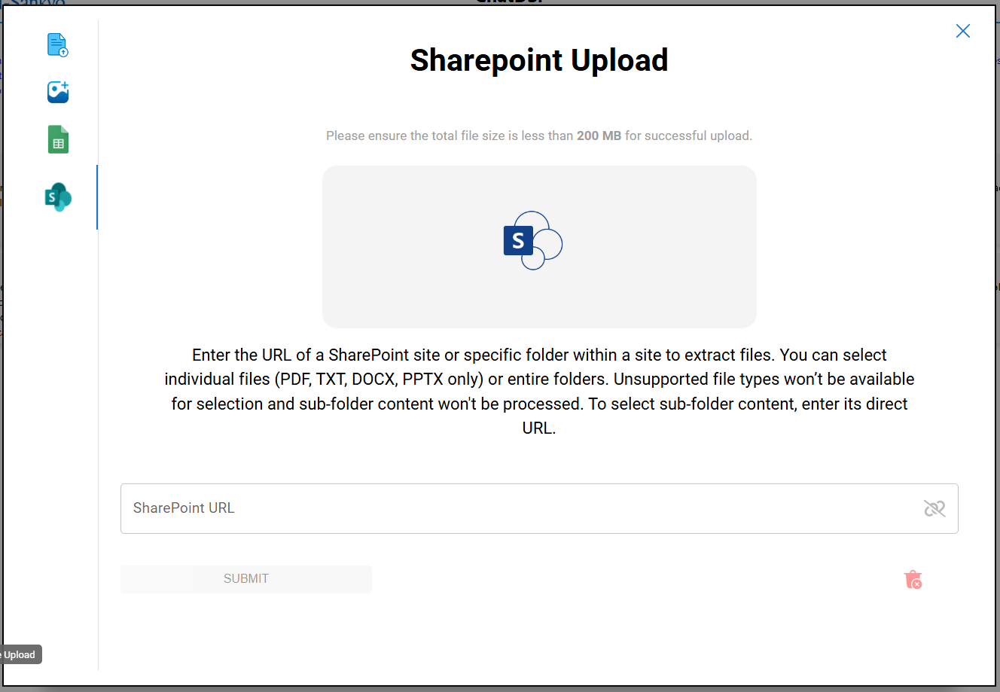 Sharepoint Upload
Please ensure the total file size is less than 200 MB for successful upload.
S
S
Enter the URL of a SharePoint site or specific folder within a site to extract files. You can select
individual files (PDF, TXT, DOCX, PPTX only) or entire folders. Unsupported file types won’t be available
for selection and sub-folder content won't be processed. To select sub-folder content, enter its direct
URL.
SharePoint URL
SUBMIT
Upload